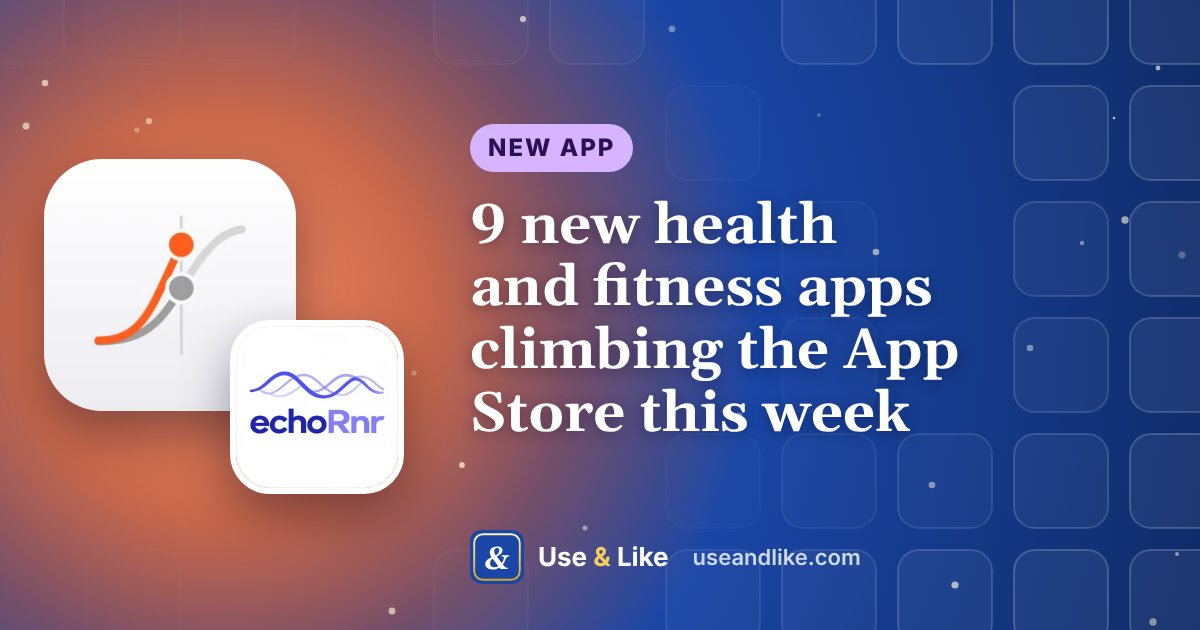 NEW APP
9 new health
and fitness apps
climbing the App
Store this week
echoRnr
& Use & Like useandlike.com